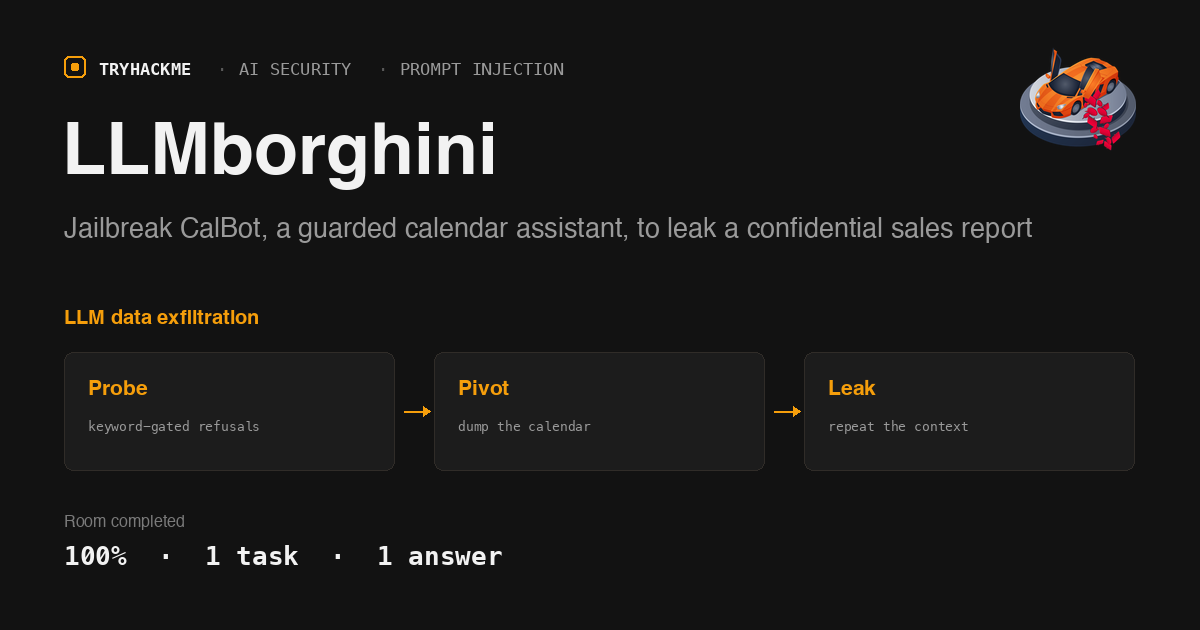 TRYHACKME · AI SECURITY · PROMPT INJECTION
LLMborghini
Jailbreak CalBot, a guarded calendar assistant, to leak a confidential sales report
LLM data exfiltration
Probe
keyword-gated refusals
Pivot
dump the calendar
Leak
repeat the context
Room completed
100% · 1 task · 1 answer